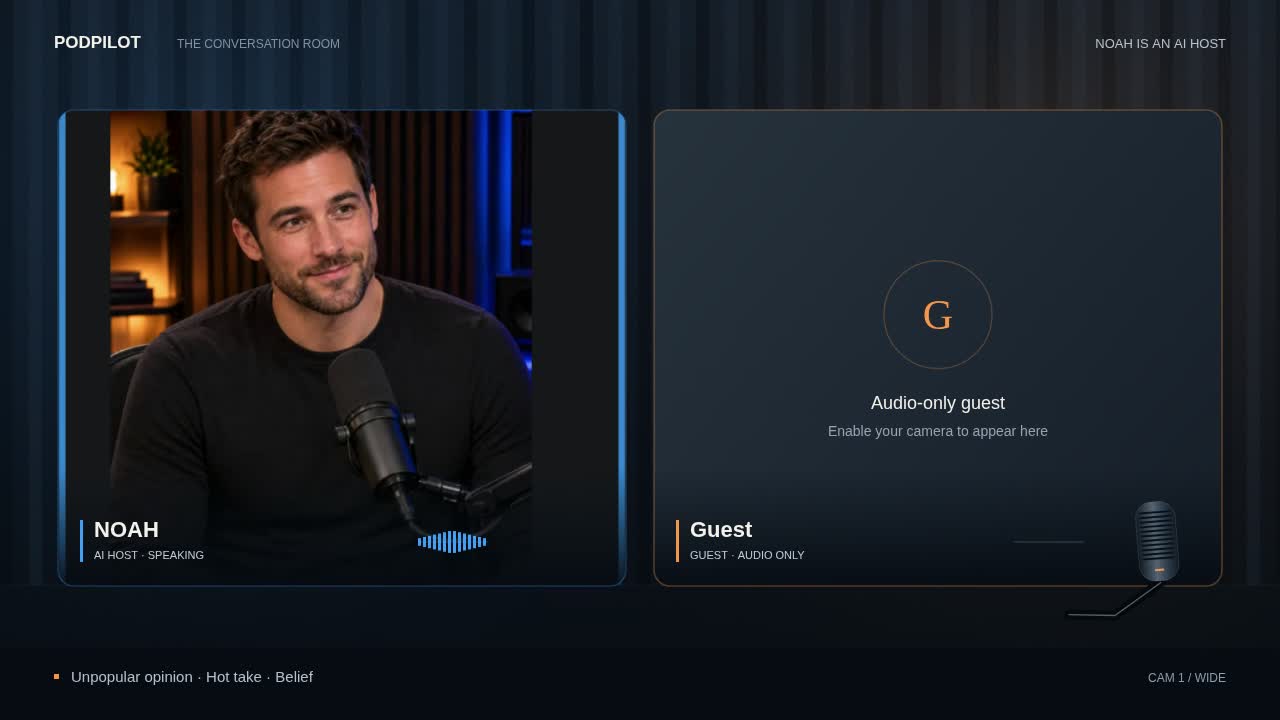 PODPILOT THE CONVERSATION ROOM NOAH IS AN AI HOST
G
Audio-only guest
Enable your camera to appear here
NOAH
AI HOST · SPEAKING
Guest
GUEST · AUDIO ONLY
Unpopular opinion · Hot take · Belief CAM 1 / WIDE